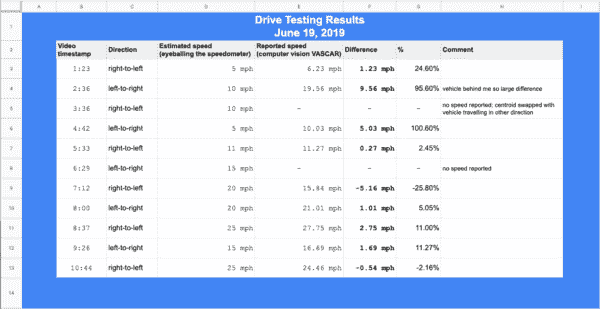 A B C D E F G H I
1 Drive Testing Results
June 19, 2019
2 Video timestamp Direction Estimated speed (eyeballing the speedometer) Reported speed (computer vision VASCAR) Difference % Comment
3 1:23 right-to-left 5 mph 6.23 mph 1.23 mph 24.60%
4 2:36 left-to-right 10 mph 19.56 mph 9.56 mph 95.60% vehicle behind me so large difference
5 3:36 right-to-left 10 mph – – – no speed reported; centroid swapped with vehicle travelling in other direction
6 4:42 right-to-left 5 mph 10.03 mph 5.03 mph 100.60%
7 5:33 right-to-left 11 mph 11.27 mph 0.27 mph 2.45%
8 6:29 left-to-right 15 mph – – – no speed reported
9 7:12 right-to-left 20 mph 15.84 mph -5.16 mph -25.80%
10 8:00 left-to-right 20 mph 21.01 mph 1.01 mph 5.05%
11 8:37 right-to-left 25 mph 27.75 mph 2.75 mph 11.00%
12 9:28 left-to-right 15 mph 16.69 mph 1.69 mph 11.27%
13 10:44 right-to-left 25 mph 24.46 mph -0.54 mph -2.16%
14